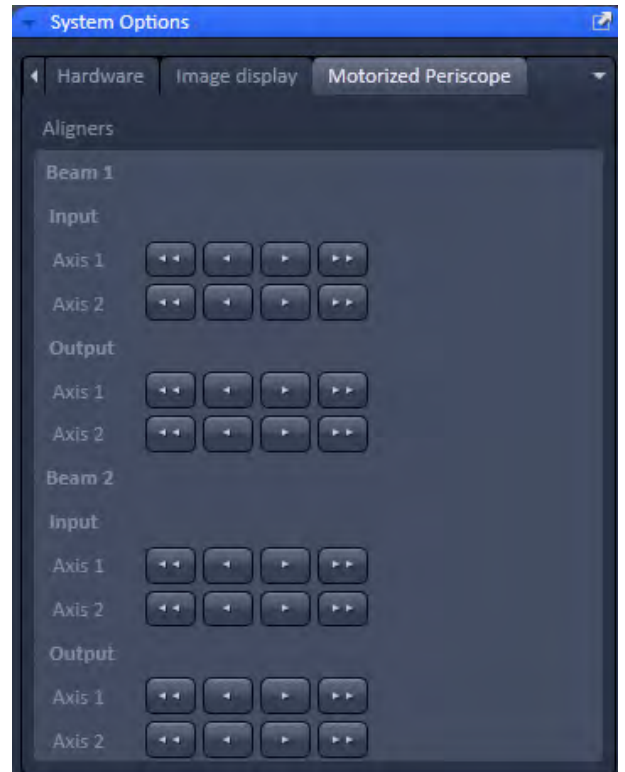 System Options
Hardware Image display Motorized Periscope
Aligners
Beam 1
Input
Axis 1
Axis 2
Output
Axis 1
Axis 2
Beam 2
Input
Axis 1
Axis 2
Output
Axis 1
Axis 2